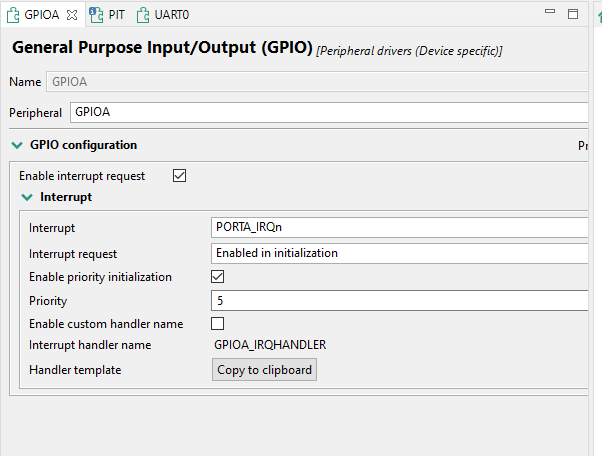 GPIOA PIT UART0
General Purpose Input/Output (GPIO) [Peripheral drivers (Device specific)]
Name GPIOA
Peripheral GPIOA
GPIO configuration Pr
Enable interrupt request
Interrupt
Interrupt PORTA_IRQn
Interrupt request Enabled in initialization
Enable priority initialization
Priority 5
Enable custom handler name
Interrupt handler name GPIOA_IRQHANDLER
Handler template Copy to clipboard